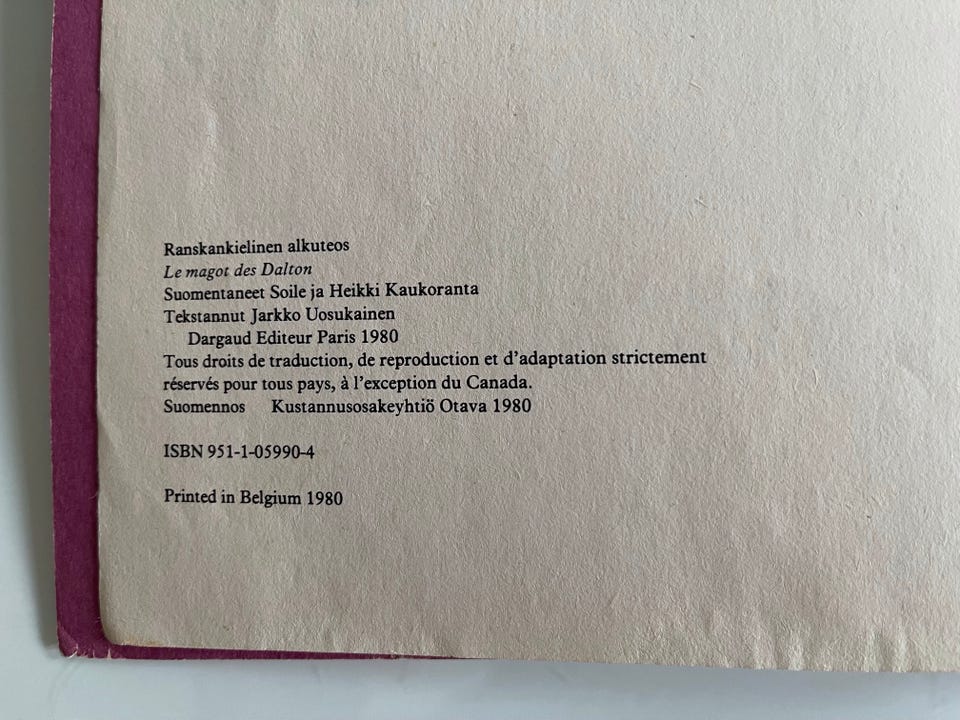 Ranskankielinen alkuteos
Le magot des Dalton
Suomentaneet Soile ja Heikki Kaukoranta
Tekstannut Jarkko Uosukainen
Dargaud Editeur Paris 1980
Tous droits de traduction, de reproduction et d'adaptation strictement
réservés pour tous pays, à l'exception du Canada.
Suomennos Kustannusosakeyhtiö Otava 1980
ISBN 951-1-05990-4
Printed in Belgium 1980